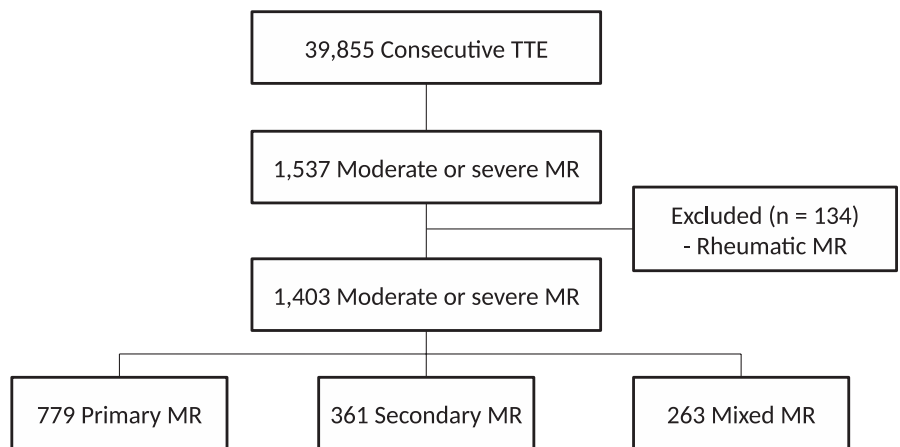 39,855 Consecutive TTE
1,537 Moderate or severe MR
Excluded (n = 134)
- Rheumatic MR
1,403 Moderate or severe MR
779 Primary MR
361 Secondary MR
263 Mixed MR